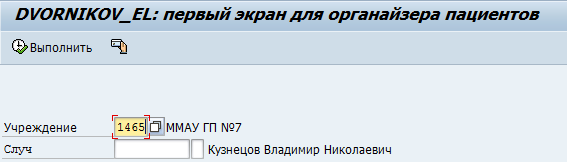 DVORNIKOV_EL: первый экран для органайзера пациентов
Выполнить
Учреждение 1465 ММАУ ГП №7
Случ Кузнецов Владимир Николаевич